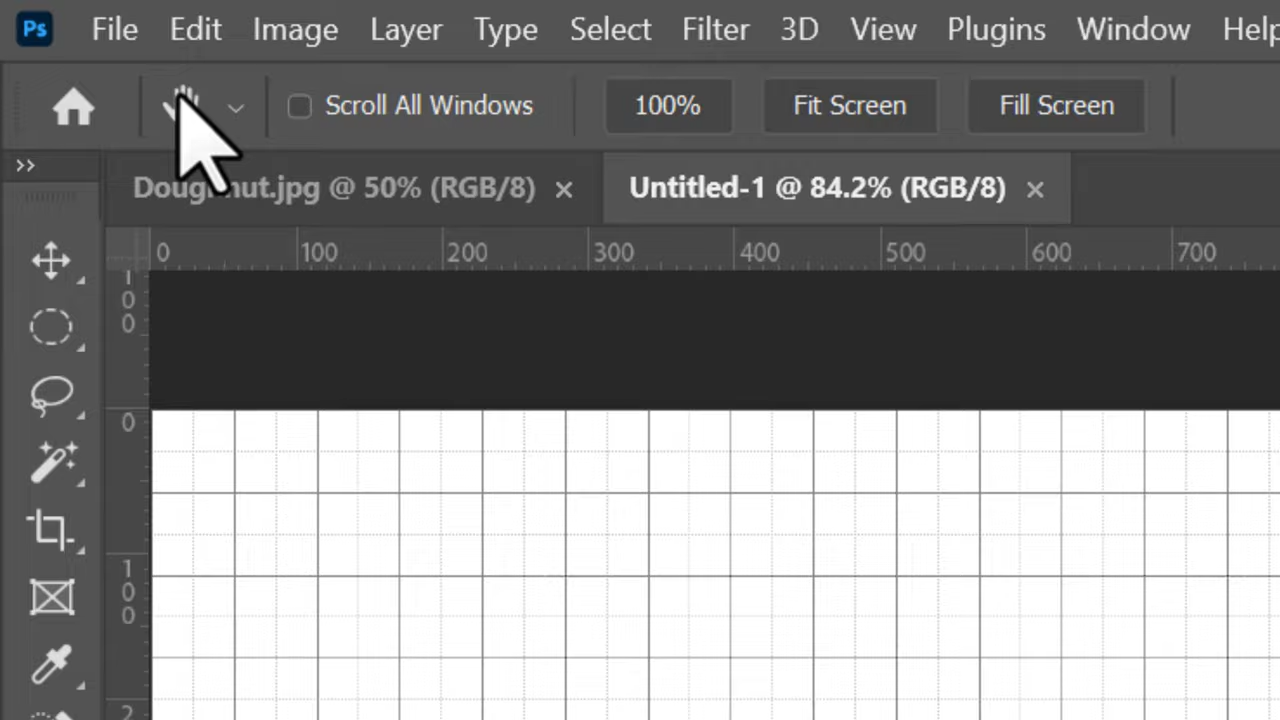 Ps File Edit Image Layer Type Select Filter 3D View Plugins Window Help
Scroll All Windows 100% Fit Screen Fill Screen
@ 50% (RGB/8) × Untitled-1 @ 84.2% (RGB/8) ×
0 100 200 300 400 500 600 700
100
0
100
2